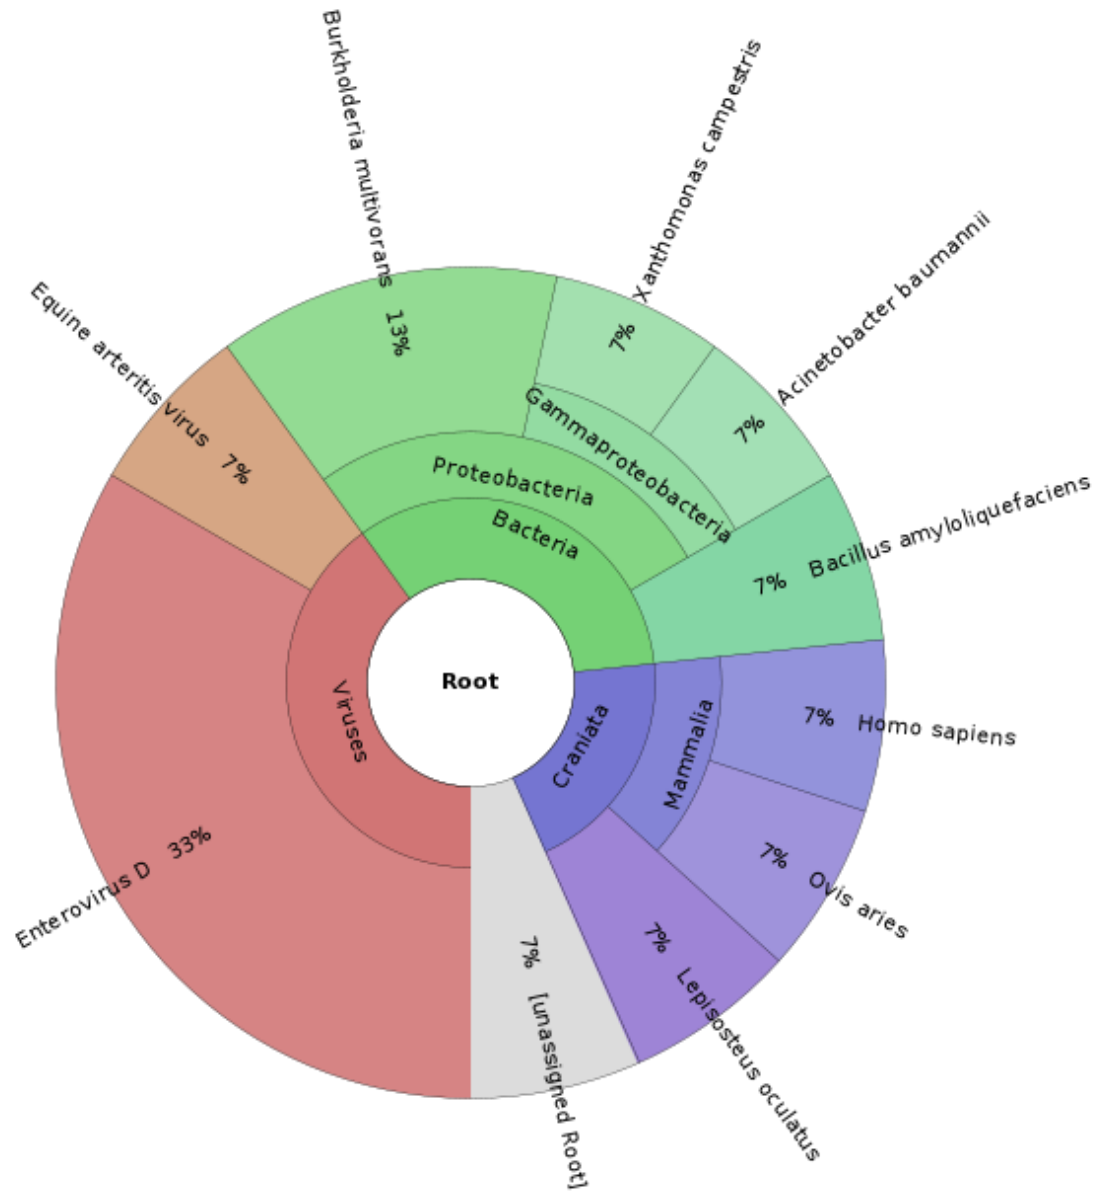 Burkholderia multivorans 13%
Xanthomonas campestris
7%
Acinetobacter baumannii
7%
Equine arteritis virus 7%
Gammaproteobacteria
Proteobacteria
Bacteria
7% Bacillus amyloliquefaciens
Root
Viruses
Craniata
Mammalia
7% Homo sapiens
7% Ovis aries
Enterovirus D 33%
7% Lepisosteus oculatus
7% [unassigned Root]